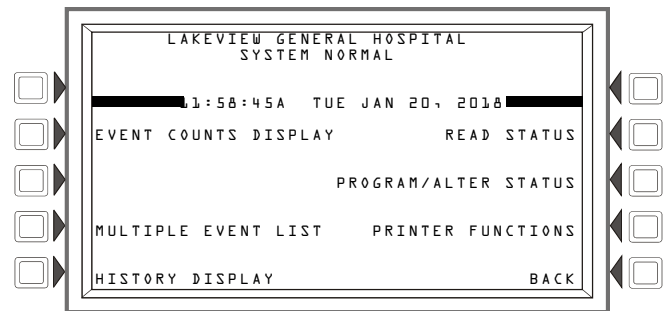 LAKEVIEW GENERAL HOSPITAL
SYSTEM NORMAL
11:58:45A TUE JAN 20, 2018
EVENT COUNTS DISPLAY READ STATUS
PROGRAM/ALTER STATUS
MULTIPLE EVENT LIST PRINTER FUNCTIONS
HISTORY DISPLAY BACK